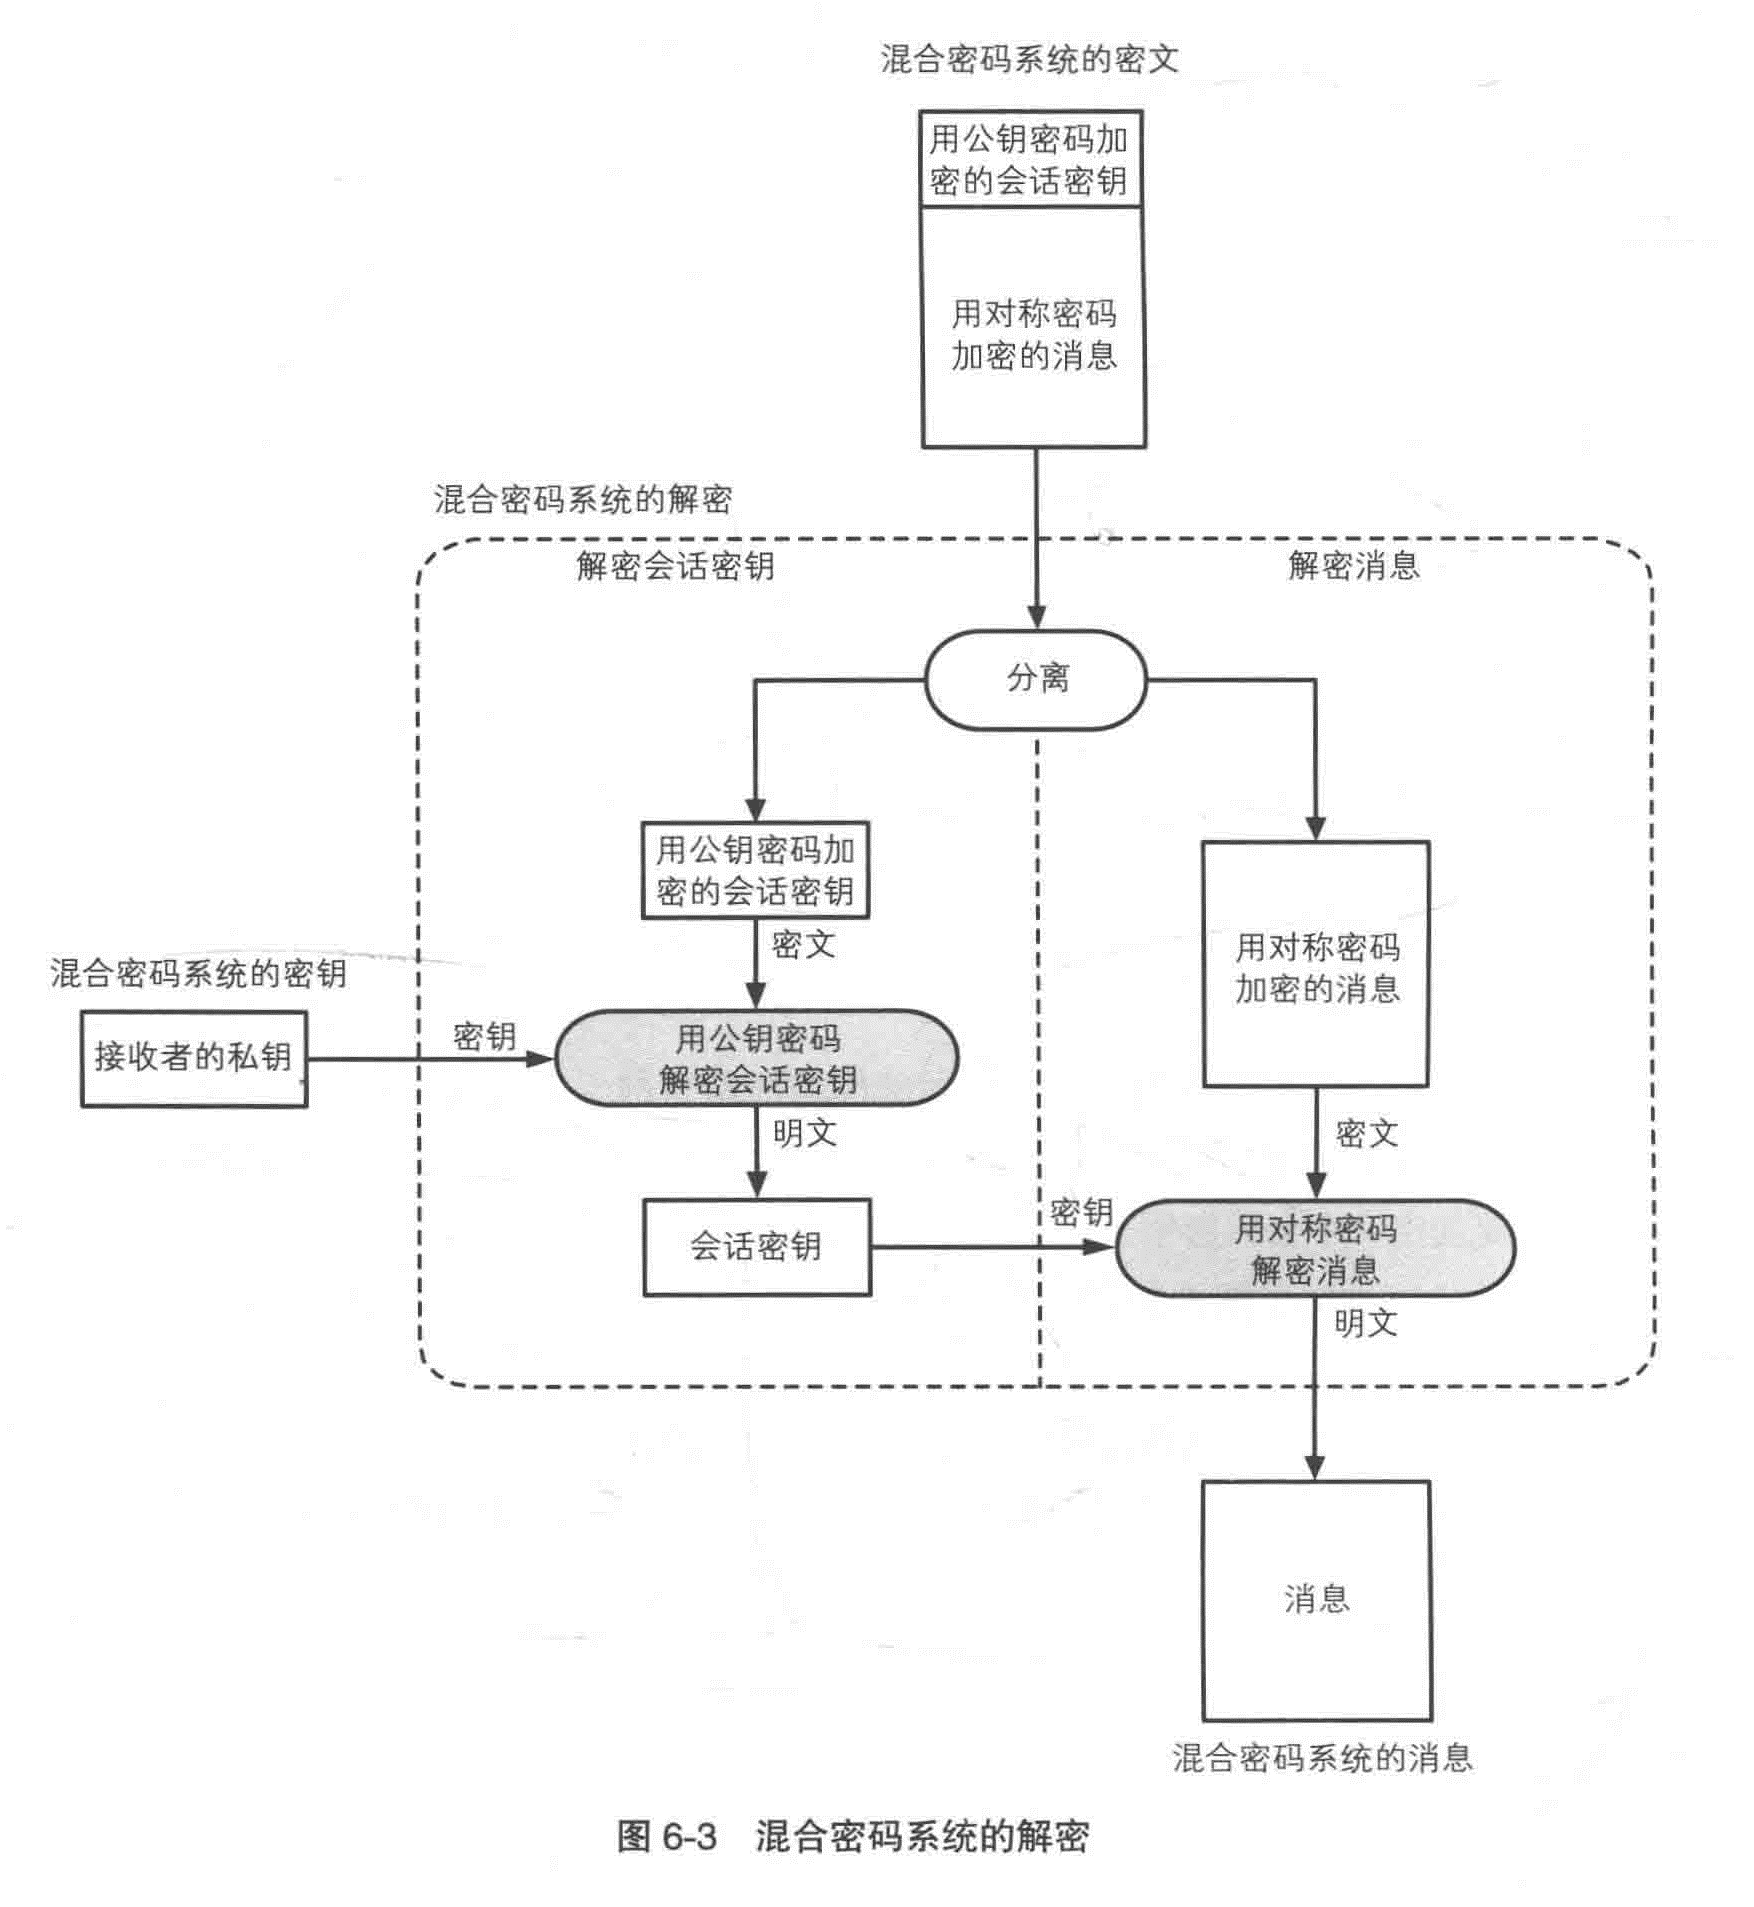 混合密码系统的密文
用公钥密码加
密的会话密钥
用对称密码
加密的消息
混合密码系统的解密
解密会话密钥
解密消息
分离
用公钥密码加
密的会话密钥
密文
用对称密码
加密的消息
混合密码系统的密钥
接收者的私钥
密钥
用公钥密码
解密会话密钥
明文
密文
会话密钥
密钥
用对称密码
解密消息
明文
消息
混合密码系统的消息
图 6-3 混合密码系统的解密